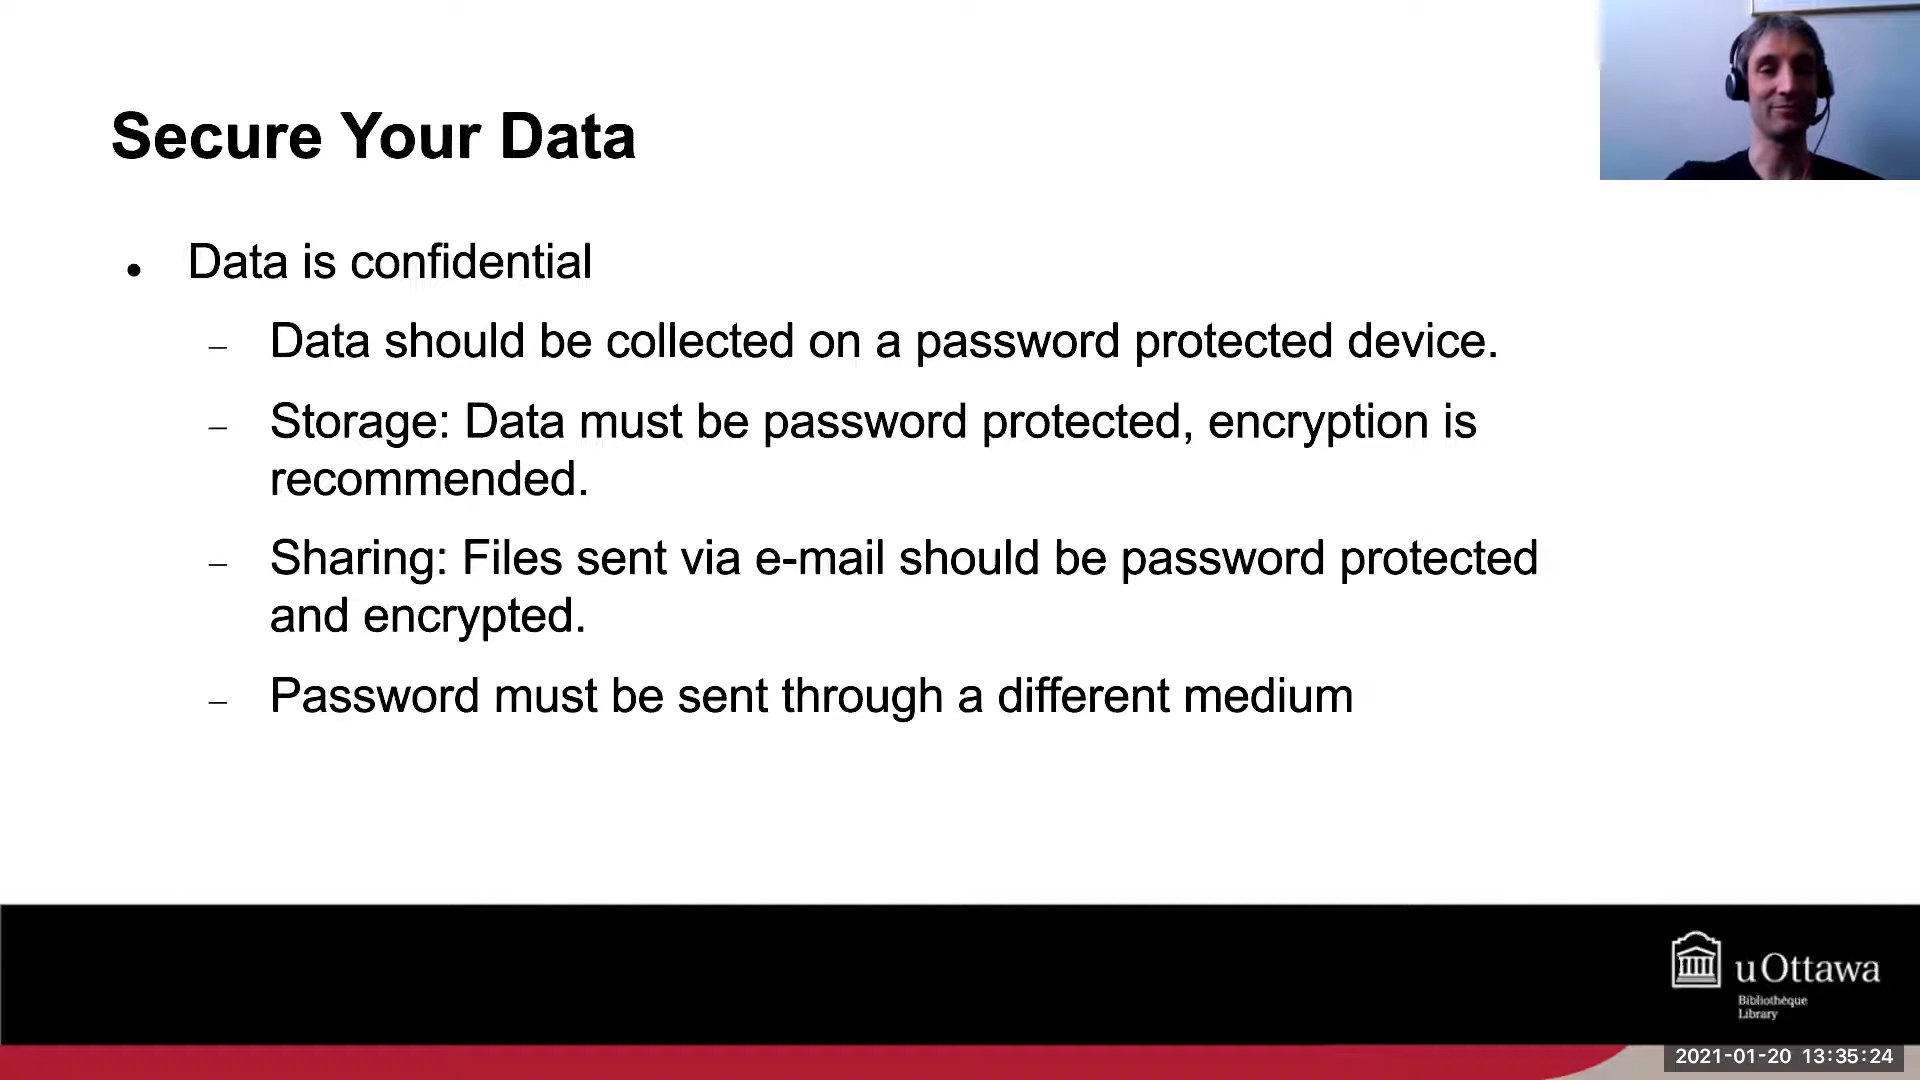 Secure Your Data
• Data is confidential
– Data should be collected on a password protected device.
– Storage: Data must be password protected, encryption is
recommended.
– Sharing: Files sent via e-mail should be password protected
and encrypted.
– Password must be sent through a different medium
uOttawa
Bibliothèque
Library
2021-01-20 13:35:24